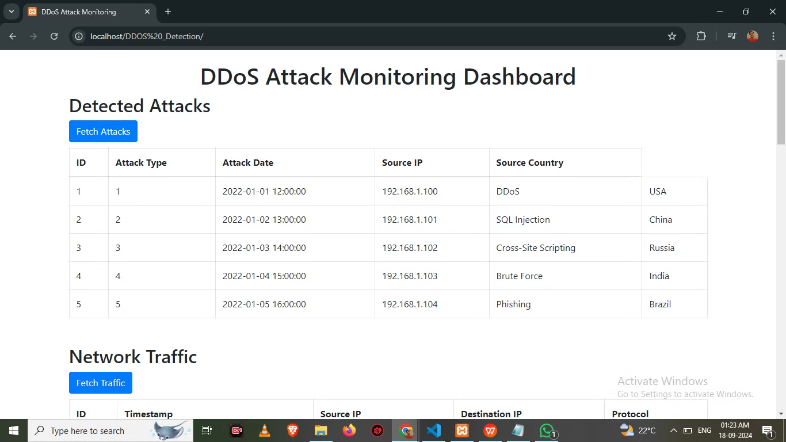 DDoS Attack Monitoring
localhost/DDOS%20_Detection/
DDoS Attack Monitoring Dashboard
Detected Attacks
Fetch Attacks
ID Attack Type Attack Date Source IP Source Country
1 1 2022-01-01 12:00:00 192.168.1.100 DDoS USA
2 2 2022-01-02 13:00:00 192.168.1.101 SQL Injection China
3 3 2022-01-03 14:00:00 192.168.1.102 Cross-Site Scripting Russia
4 4 2022-01-04 15:00:00 192.168.1.103 Brute Force India
5 5 2022-01-05 16:00:00 192.168.1.104 Phishing Brazil
Network Traffic
Fetch Traffic
Activate Windows
Go to Settings to activate Windows.
ID Timestamp Source IP Destination IP Protocol
Type here to search
22°C
ENG
01:23 AM
18-09-2024